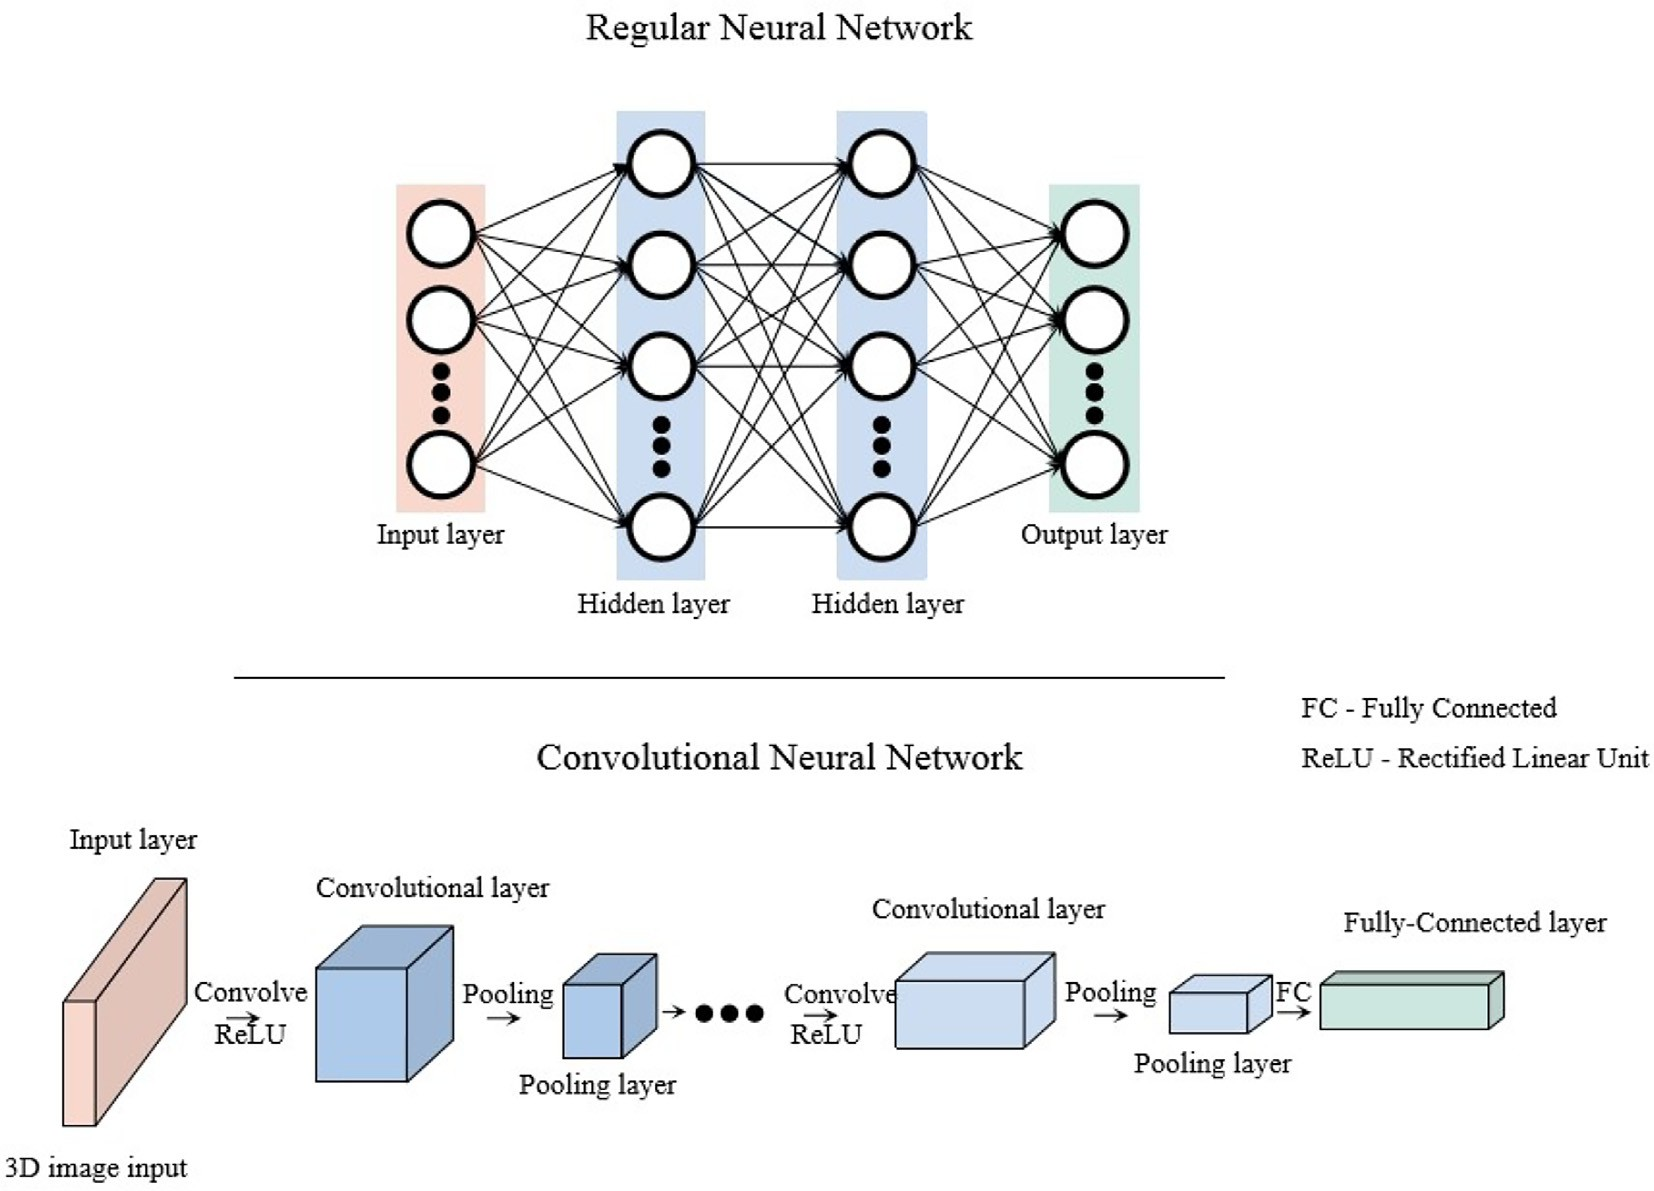 Regular Neural Network
Input layer
Output layer
Hidden layer
Hidden layer
FC - Fully Connected
ReLU - Rectified Linear Unit
Convolutional Neural Network
Input layer
Convolutional layer
Convolutional layer
Fully-Connected layer
Convolve
ReLU
Pooling
Convolve
ReLU
Pooling
FC
Pooling layer
Pooling layer
3D image input